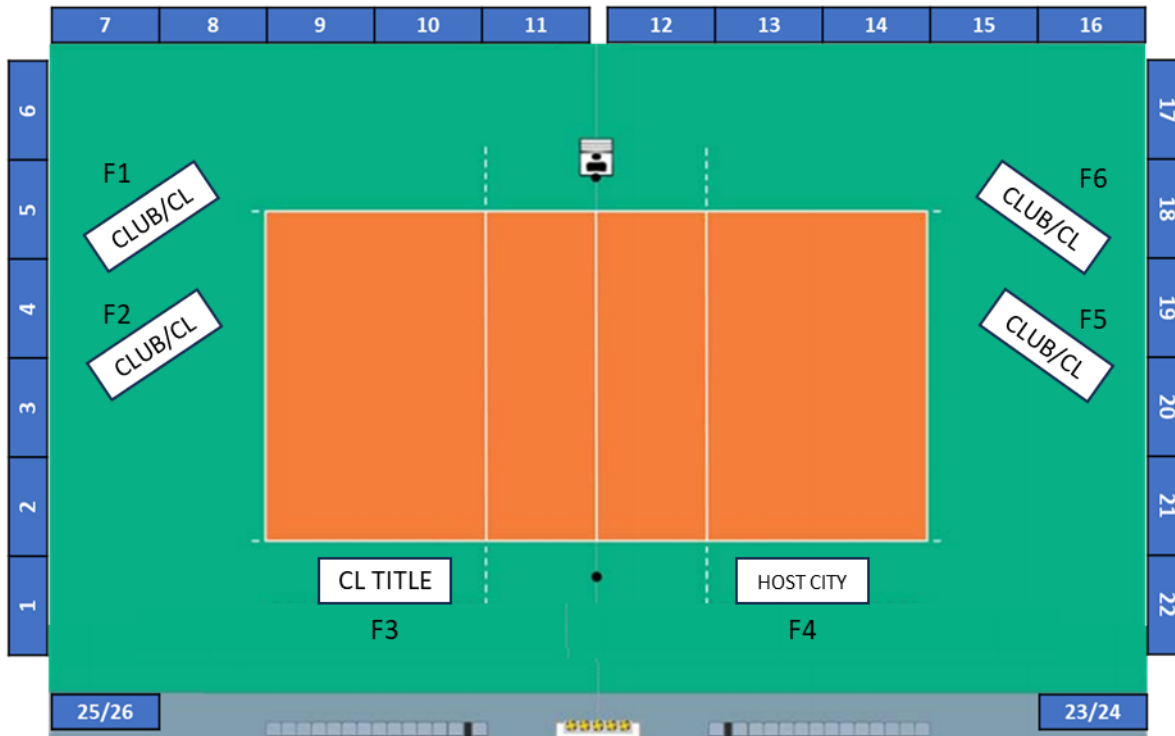 7 8 9 10 11 12 13 14 15 16
6 17
F1 F6
CLUB/CL CLUB/CL
5 18
F2 F5
4 19
CLUB/CL CLUB/CL
3 20
2 21
CL TITLE HOST CITY
1 22
F3 F4
25/26 23/24